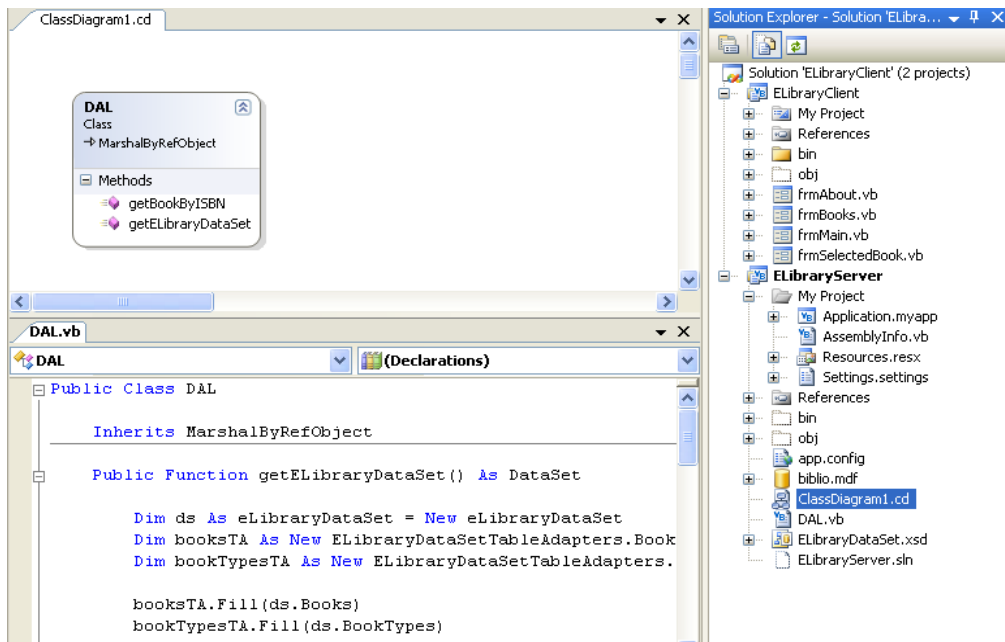 ClassDiagram1.cd
DAL
Class
MarshalByRefObject
Methods
getBookByISBN
getELibraryDataSet
DAL.vb
DAL
(Declarations)
Public Class DAL
Inherits MarshalByRefObject
Public Function getELibraryDataSet() As DataSet
Dim ds As eLibraryDataSet = New eLibraryDataSet
Dim booksTA As New ELibraryDataSetTableAdapters.Book
Dim bookTypesTA As New ELibraryDataSetTableAdapters.
booksTA.Fill(ds.Books)
bookTypesTA.Fill(ds.BookTypes)
Solution Explorer - Solution 'ELibra...
Solution 'ELibraryClient' (2 projects)
ELibraryClient
My Project
References
bin
obj
frmAbout.vb
frmBooks.vb
frmMain.vb
frmSelectedBook.vb
ELibraryServer
My Project
Application.myapp
AssemblyInfo.vb
Resources.resx
Settings.settings
References
bin
obj
app.config
biblio.mdf
ClassDiagram1.cd
DAL.vb
ELibraryDataSet.xsd
ELibraryServer.sln